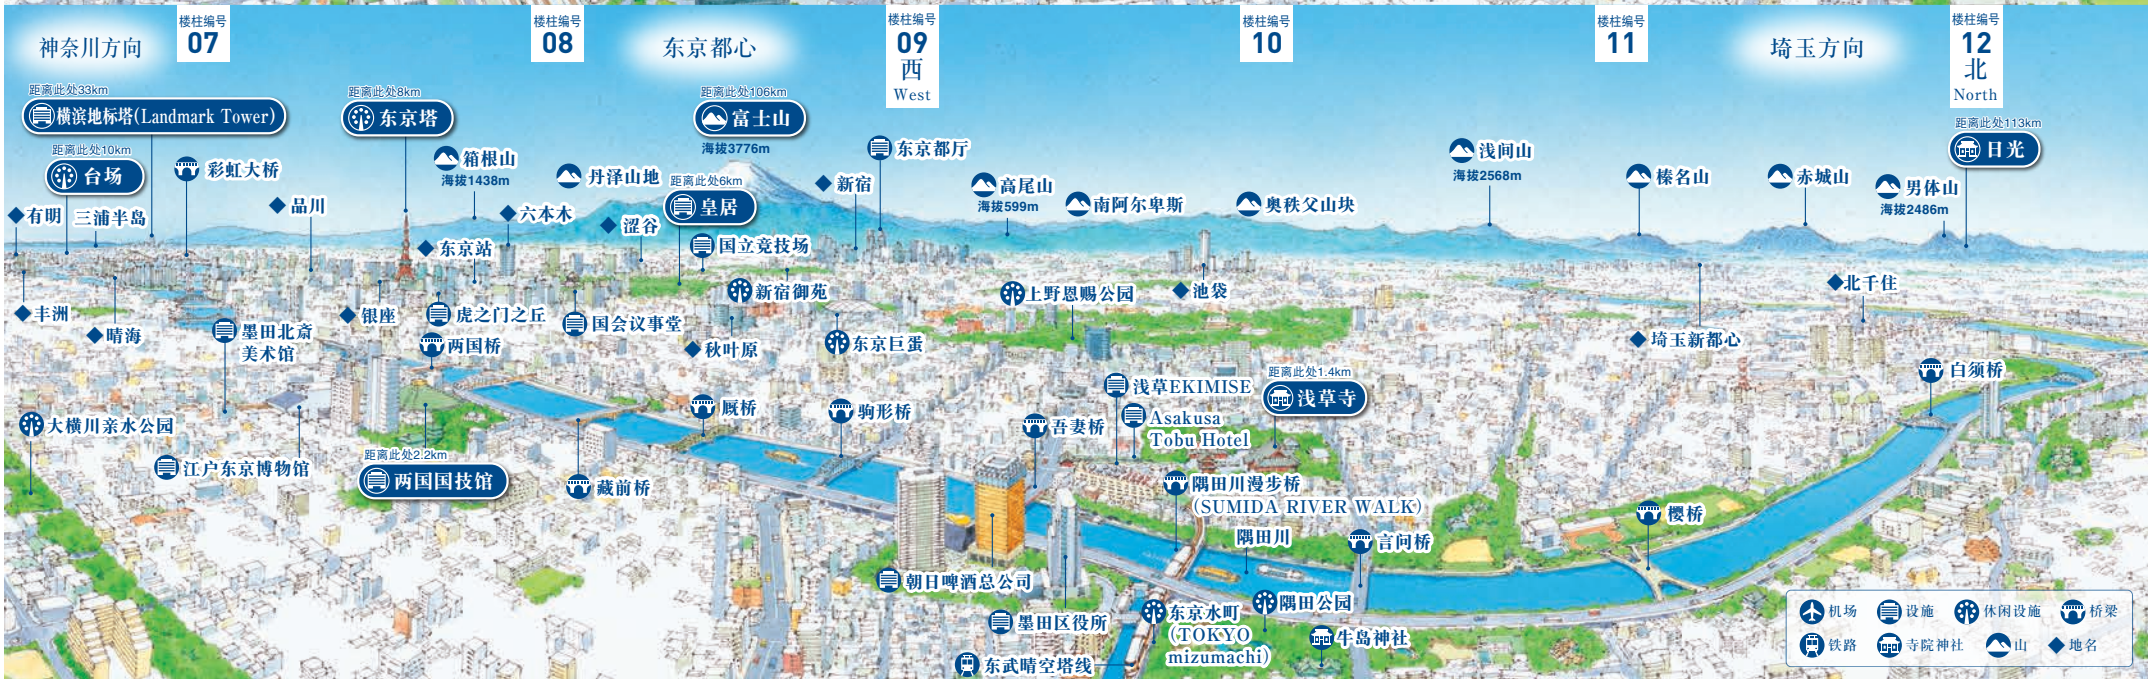 神奈川方向
楼柱编号
07
楼柱编号
08
东京都心
楼柱编号
09
西
West
楼柱编号
10
楼柱编号
11
埼玉方向
楼柱编号
12
北
North
距离此处33km
横滨地标塔(Landmark Tower)
距离此处10km
台场
彩虹大桥
有明
三浦半岛
品川
距离此处8km
东京塔
箱根山
海拔1438m
丹泽山地
六本木
东京站
涩谷
距离此处106km
富士山
海拔3776m
距离此处6km
皇居
国立竞技场
新宿御苑
新宿
东京都厅
高尾山
海拔599m
南阿尔卑斯
奥秩父山块
浅间山
海拔2568m
榛名山
赤城山
男体山
海拔2486m
距离此处113km
日光
丰洲
晴海
墨田北斋
美术馆
银座
虎之门之丘
两国桥
国会议事堂
秋叶原
东京巨蛋
上野恩赐公园
池袋
埼玉新都心
北千住
白须桥
大横川亲水公园
江户东京博物馆
距离此处2.2km
两国国技馆
藏前桥
厩桥
驹形桥
吾妻桥
浅草EKIMISE
Asakusa
Tobu Hotel
距离此处1.4km
浅草寺
隅田川漫步桥
(SUMIDA RIVER WALK)
隅田川
言问桥
樱桥
朝日啤酒总公司
墨田区役所
东武晴空塔线
东京水町
(TOKYO
mizumachi)
隅田公园
牛岛神社
机场
设施
休闲设施
桥梁
铁路
寺院神社
山
地名